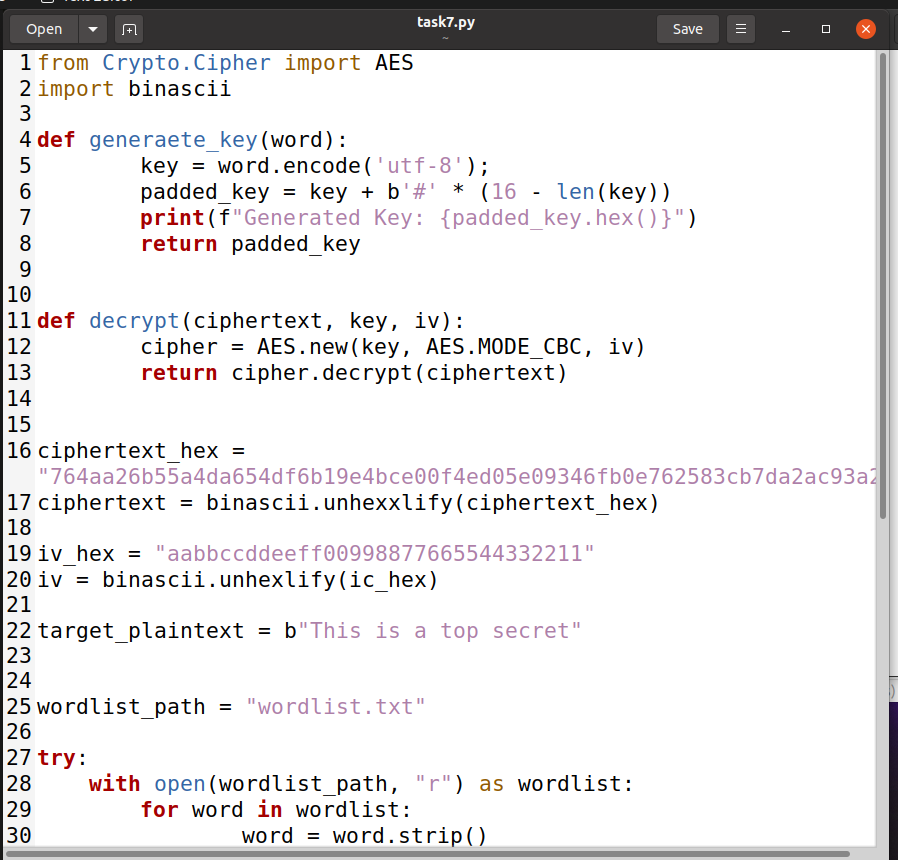 Open
task7.py
~
Save
1 from Crypto.Cipher import AES
2 import binascii
3
4 def generaete_key(word):
5         key = word.encode('utf-8');
6         padded_key = key + b'#' * (16 - len(key))
7         print(f"Generated Key: {padded_key.hex()}")
8         return padded_key
9
10
11 def decrypt(ciphertext, key, iv):
12         cipher = AES.new(key, AES.MODE_CBC, iv)
13         return cipher.decrypt(ciphertext)
14
15
16 ciphertext_hex =
"764aa26b55a4da654df6b19e4bce00f4ed05e09346fb0e762583cb7da2ac93a2
17 ciphertext = binascii.unhexxlify(ciphertext_hex)
18
19 iv_hex = "aabbccddeeff00998877665544332211"
20 iv = binascii.unhexlify(ic_hex)
21
22 target_plaintext = b"This is a top secret"
23
24
25 wordlist_path = "wordlist.txt"
26
27 try:
28     with open(wordlist_path, "r") as wordlist:
29         for word in wordlist:
30                 word = word.strip()